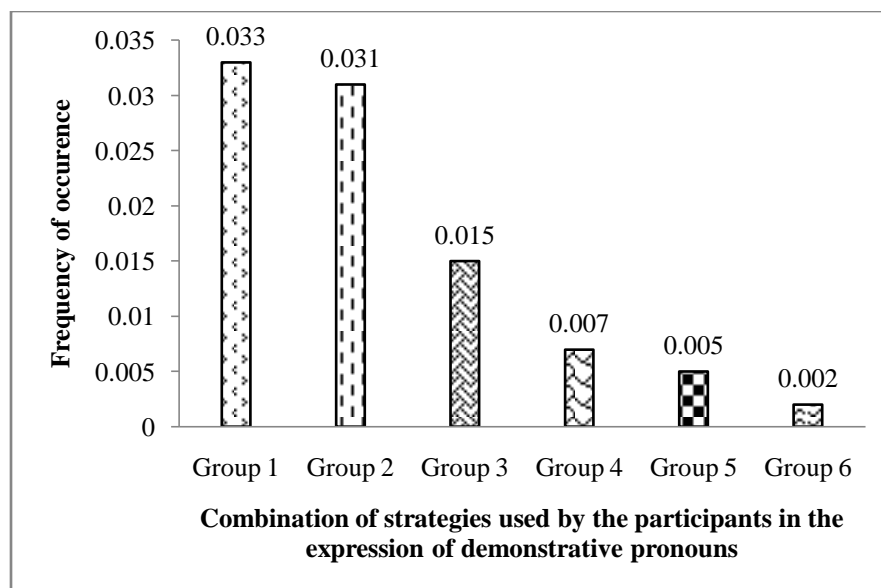 Frequency of occurence
0.035
0.03
0.025
0.02
0.015
0.01
0.005
0
0.033
0.031
0.015
0.007
0.005
0.002
Group 1
Group 2
Group 3
Group 4
Group 5
Group 6
Combination of strategies used by the participants in the
expression of demonstrative pronouns